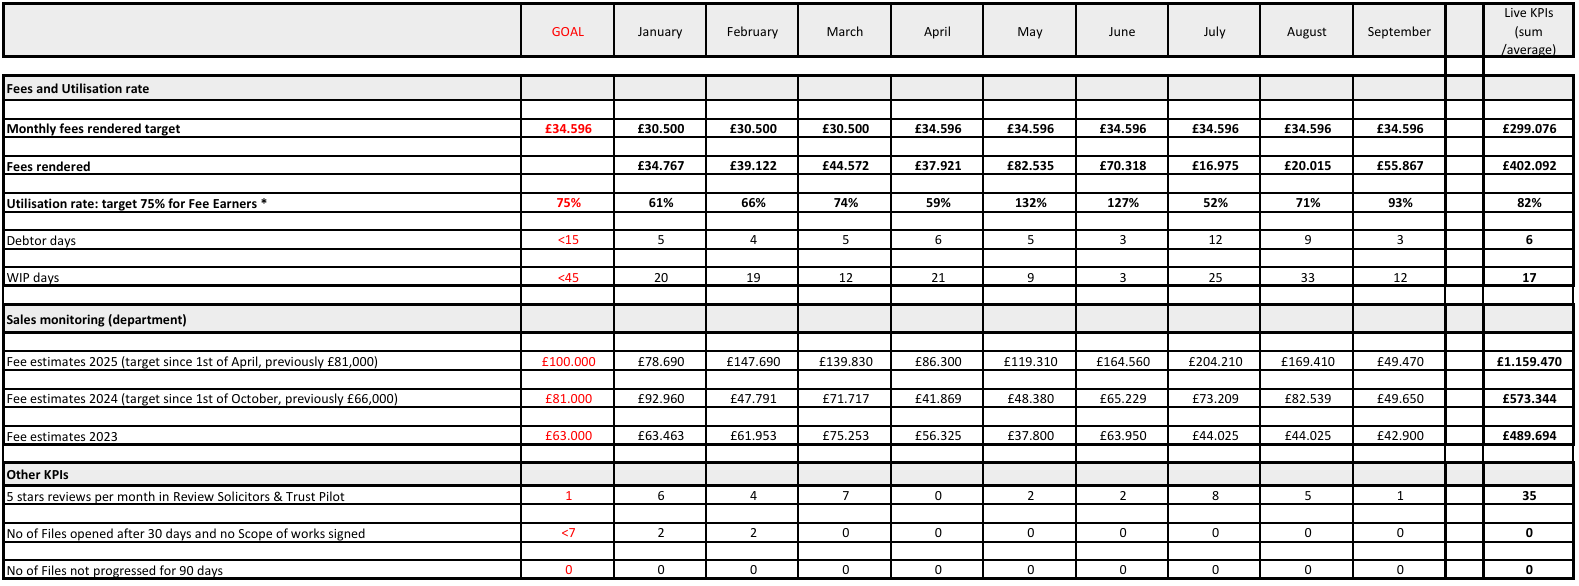 GOAL January February March April May June July August September Live KPIs (sum /average)
Fees and Utilisation rate
Monthly fees rendered target £34.596 £30.500 £30.500 £30.500 £34.596 £34.596 £34.596 £34.596 £34.596 £34.596 £299.076
Fees rendered £34.767 £39.122 £44.572 £37.921 £82.535 £70.318 £16.975 £20.015 £55.867 £402.092
Utilisation rate: target 75% for Fee Earners * 75% 61% 66% 74% 59% 132% 127% 52% 71% 93% 82%
Debtor days <15 5 4 5 6 5 3 12 9 3 6
WIP days <45 20 19 12 21 9 3 25 33 12 17
Sales monitoring (department)
Fee estimates 2025 (target since 1st of April, previously £81,000) £100.000 £78.690 £147.690 £139.830 £86.300 £119.310 £164.560 £204.210 £169.410 £49.470 £1.159.470
Fee estimates 2024 (target since 1st of October, previously £66,000) £81.000 £92.960 £47.791 £71.717 £41.869 £48.380 £65.229 £73.209 £82.539 £49.650 £573.344
Fee estimates 2023 £63.000 £63.463 £61.953 £75.253 £56.325 £37.800 £63.950 £44.025 £44.025 £42.900 £489.694
Other KPIs
5 stars reviews per month in Review Solicitors & Trust Pilot 1 6 4 7 0 2 2 8 5 1 35
No of Files opened after 30 days and no Scope of works signed <7 2 2 0 0 0 0 0 0 0 0
No of Files not progressed for 90 days 0 0 0 0 0 0 0 0 0 0 0